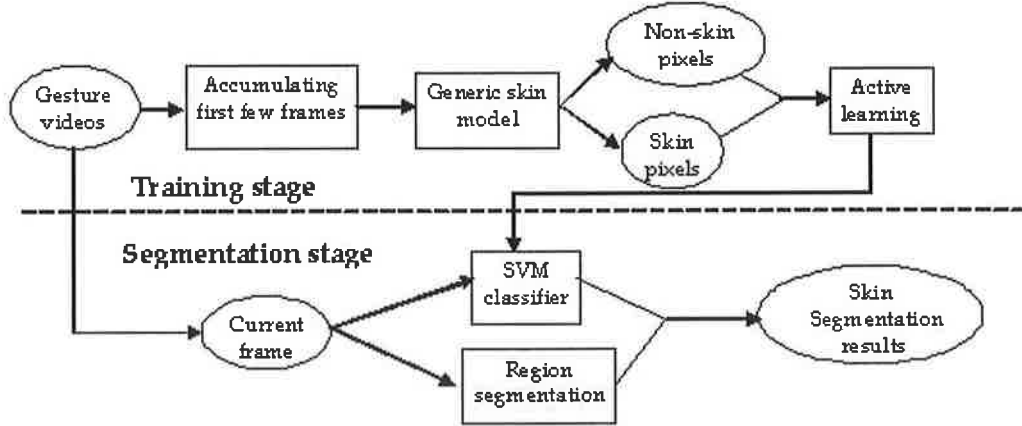 Gesture
videos
Accumulating
first few frames
Generic skin
model
Non-skin
pixels
Skin
pixels
Active
learning
Training stage
Segmentation stage
SVM
classifier
Current
frame
Region
segmentation
Skin
Segmentation
results